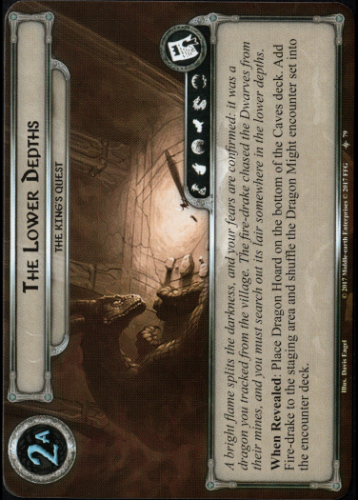 2A
THE LOWER DEPTHS
THE KING'S QUEST
A bright flame splits the darkness, and your fears are confirmed: it was a
dragon you tracked from the village. The fire-drake chased the Dwarves from
their mines, and you must search out its lair somewhere in the lower depths.
When Revealed: Place Dragon Hoard on the bottom of the Caves deck. Add
Fire-drake to the staging area and shuffle the Dragon Might encounter set into
the encounter deck.
Illus. Davis Engel
© 2017 Middle-earth Enterprises © 2017 FFG
79